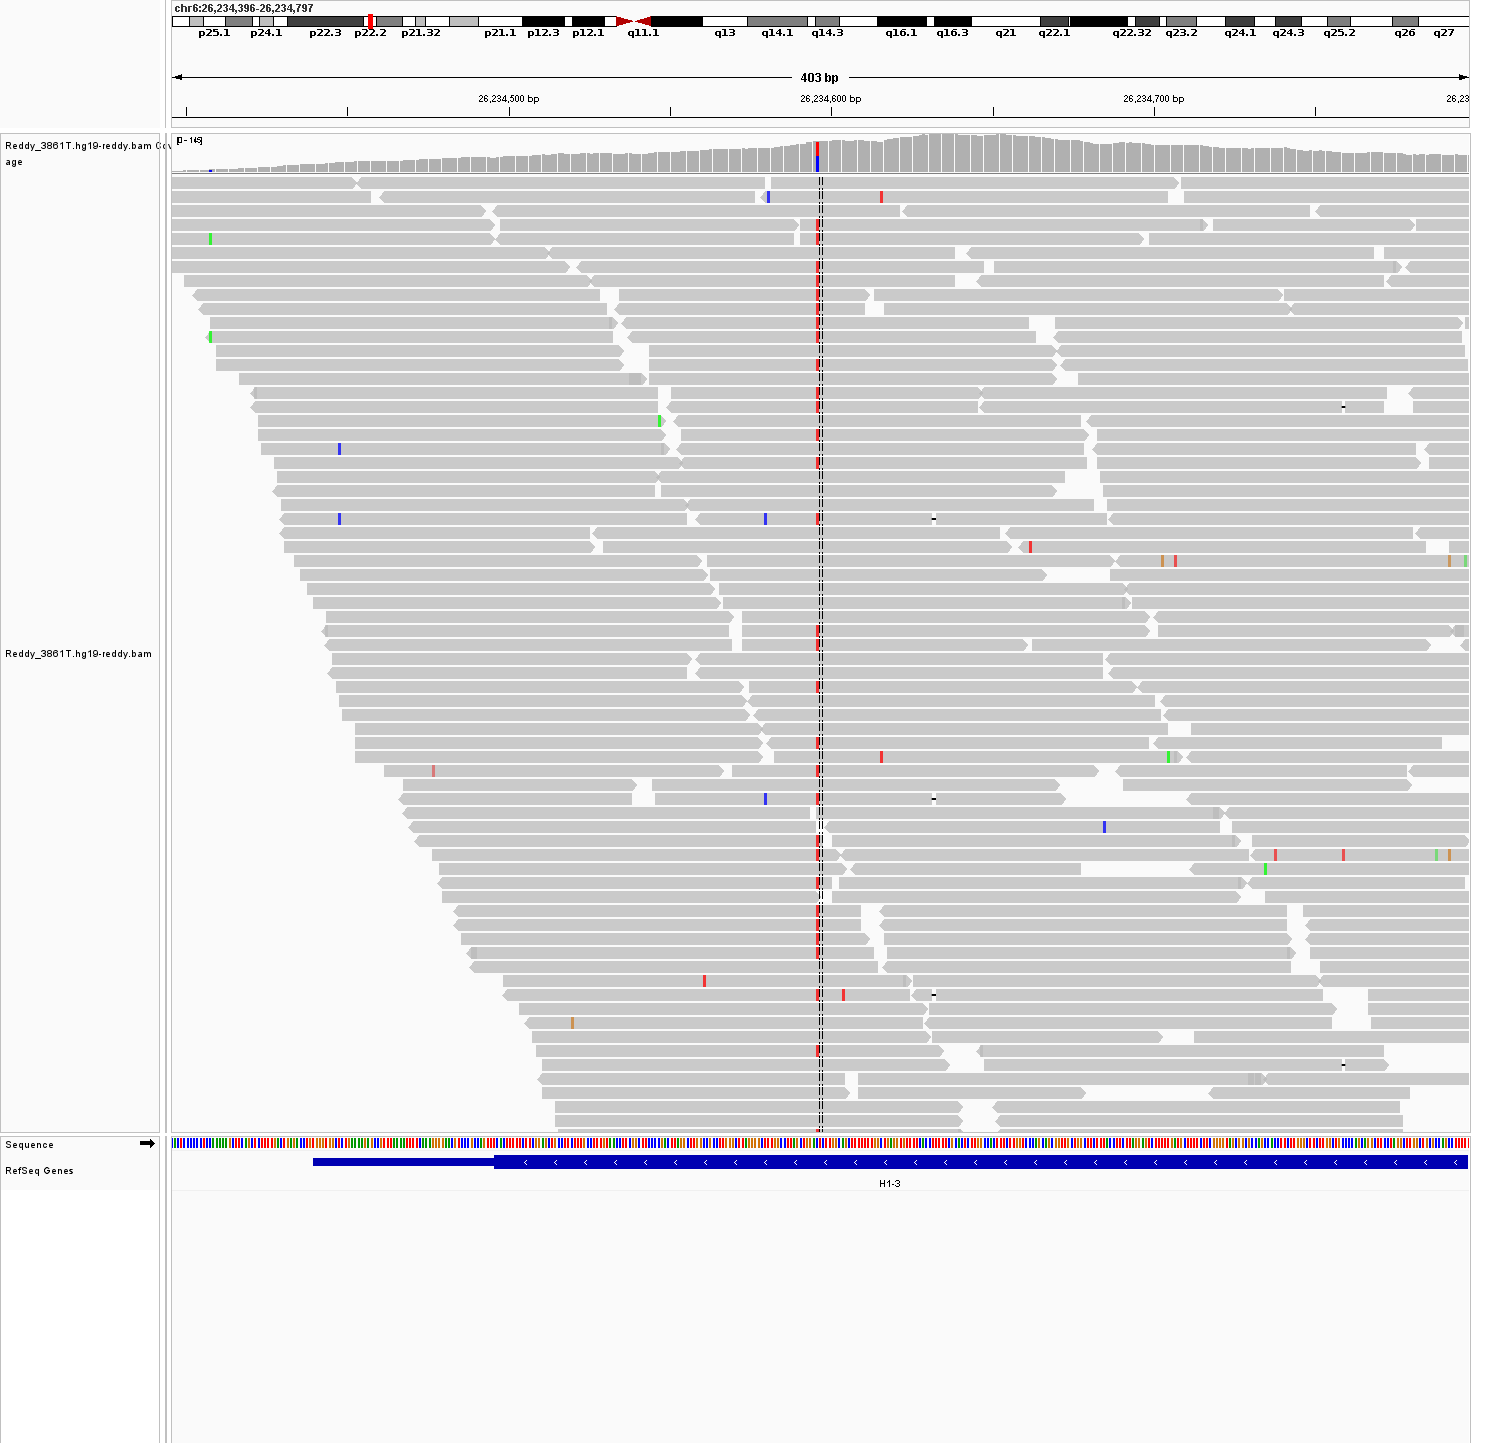 chr6:26,234,396-26,234,797
p25.1 p24.1 p22.3 p22.2 p21.32 p21.1 p12.3 p12.1 q11.1 q13 q14.1 q14.3 q16.1 q16.3 q21 q22.1 q22.32 q23.2 q24.1 q24.3 q25.2 q26 q27
403 bp
26,234,500 bp 26,234,600 bp 26,234,700 bp 26,23
Reddy_3861T.hg19-reddy.bam Cov
age
Reddy_3861T.hg19-reddy.bam
Sequence
RefSeq Genes
H1-3